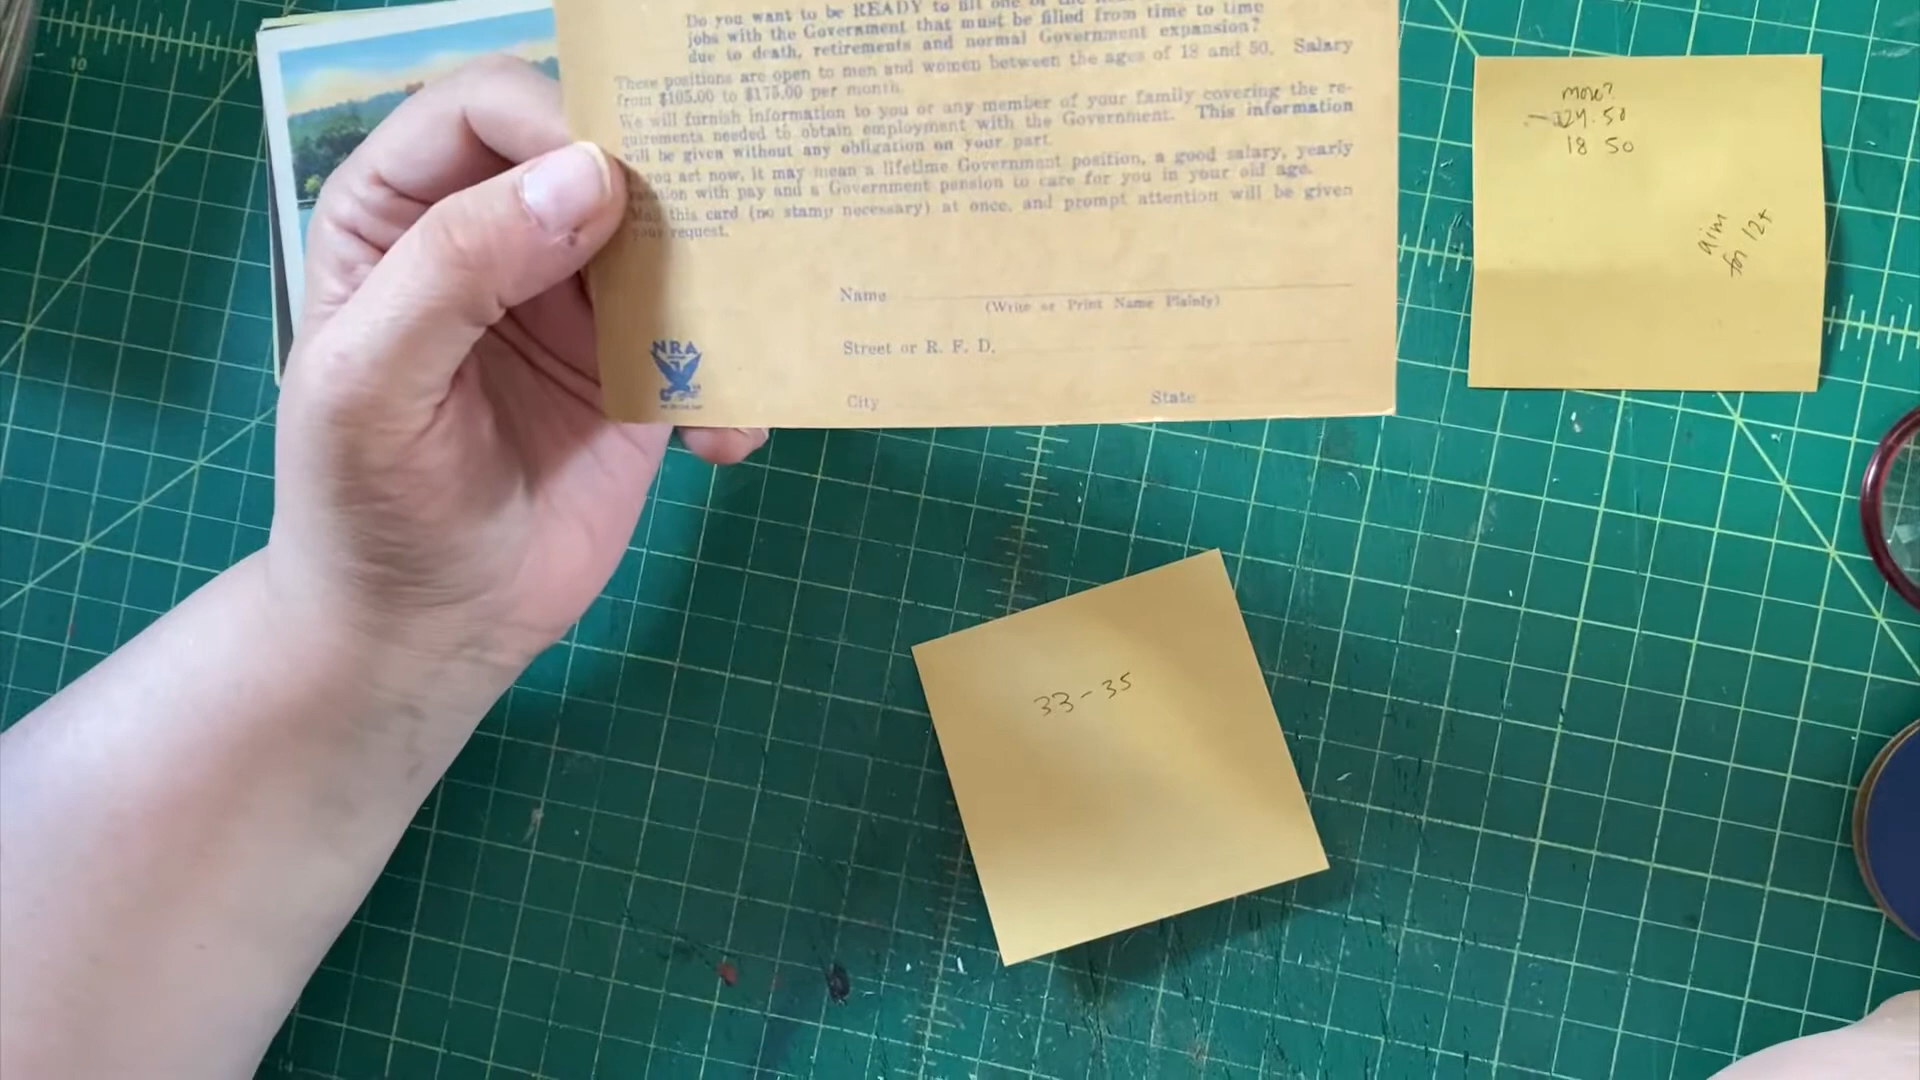 Do you want to be READY to fill one of the
jobs with the Government that must be filled from time to time
due to death, retirements and normal Government expansion?
These positions are open to men and women between the ages of 18 and 50. Salary
from $105.00 to $175.00 per month.
We will furnish information to you or any member of your family covering the re-
quirements needed to obtain employment with the Government. This information
will be given without any obligation on your part.
you act now, it may mean a lifetime Government position, a good salary, yearly
with pay and a Government pension to care for you in your old age.
Mail this card (no stamp necessary) at once, and prompt attention will be given
your request.
Name
(Write or Print Name Plainly)
Street or R. F. D.
City State
NRA
more?
24.50
18 50
aim
for 12+
33-35
10